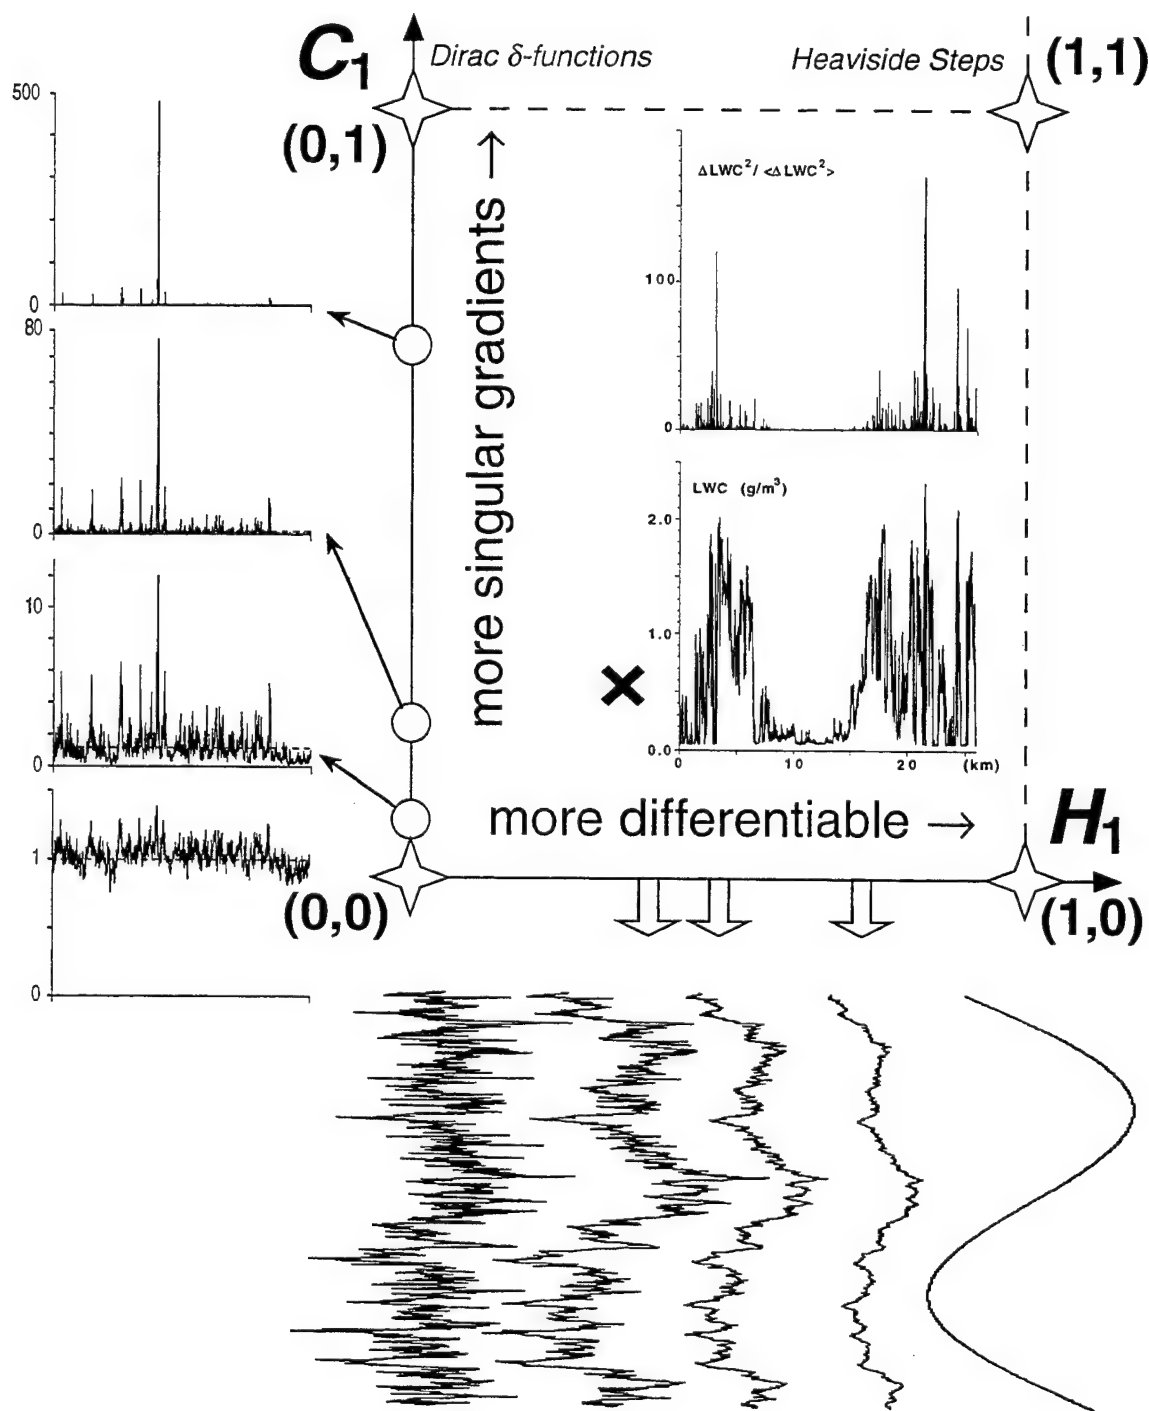 C₁
Dirac δ-functions
Heaviside Steps
(1,1)
(0,1)
500
0
80
0
10
0
1
0
more singular gradients →
ΔLWC²/ <ΔLWC²>
100
0
LWC (g/m³)
2.0
1.0
0.0
0
10
20
(km)
×
more differentiable →
H₁
(0,0)
(1,0)